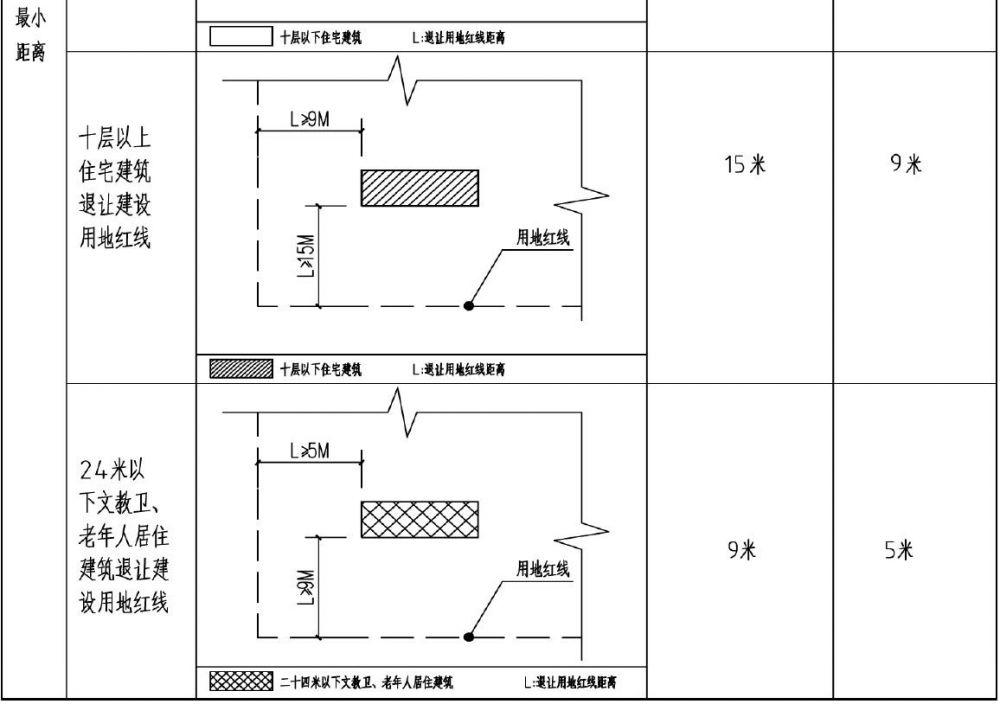 最小
距离
十层以下住宅建筑 L:退让用地红线距离
十层以上
住宅建筑
退让建设
用地红线
L≥9M
L≥15M
用地红线
15米
9米
十层以下住宅建筑 L:退让用地红线距离
24米以
下文教卫、
老年人居住
建筑退让建
设用地红线
L≥5M
L≥9M
用地红线
9米
5米
二十四米以下文教卫、老年人居住建筑 L:退让用地红线距离